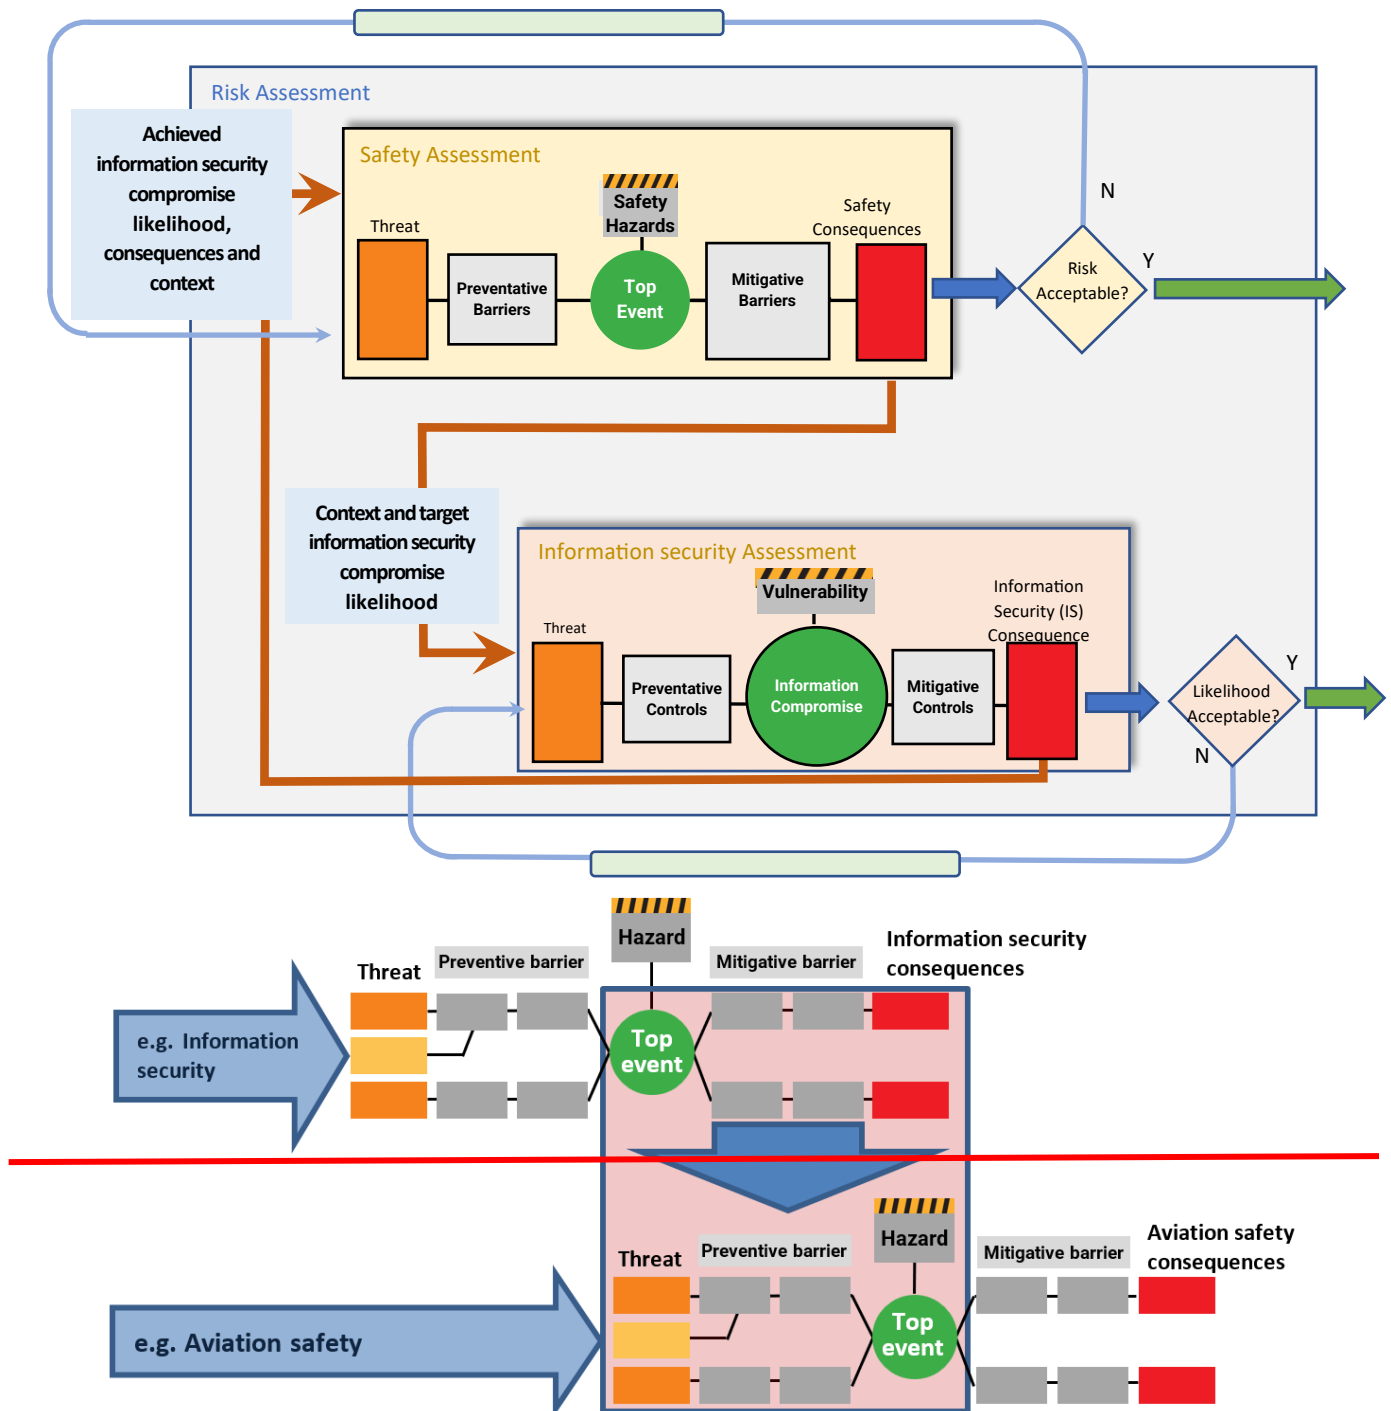 Risk Assessment
Achieved
information security
compromise
likelihood,
consequences and
context
Safety Assessment
Safety
Hazards
Threat
Safety
Consequences
Preventative
Barriers
Top
Event
Mitigative
Barriers
N
Risk
Acceptable?
Y
Context and target
information security
compromise
likelihood
Information security Assessment
Vulnerability
Information
Security (IS)
Consequence
Threat
Preventative
Controls
Information
Compromise
Mitigative
Controls
Likelihood
Acceptable?
Y
N
Hazard
Threat
Preventive barrier
Mitigative barrier
Information security
consequences
e.g. Information
security
Top
event
Hazard
Threat
Preventive barrier
Mitigative barrier
Aviation safety
consequences
e.g. Aviation safety
Top
event